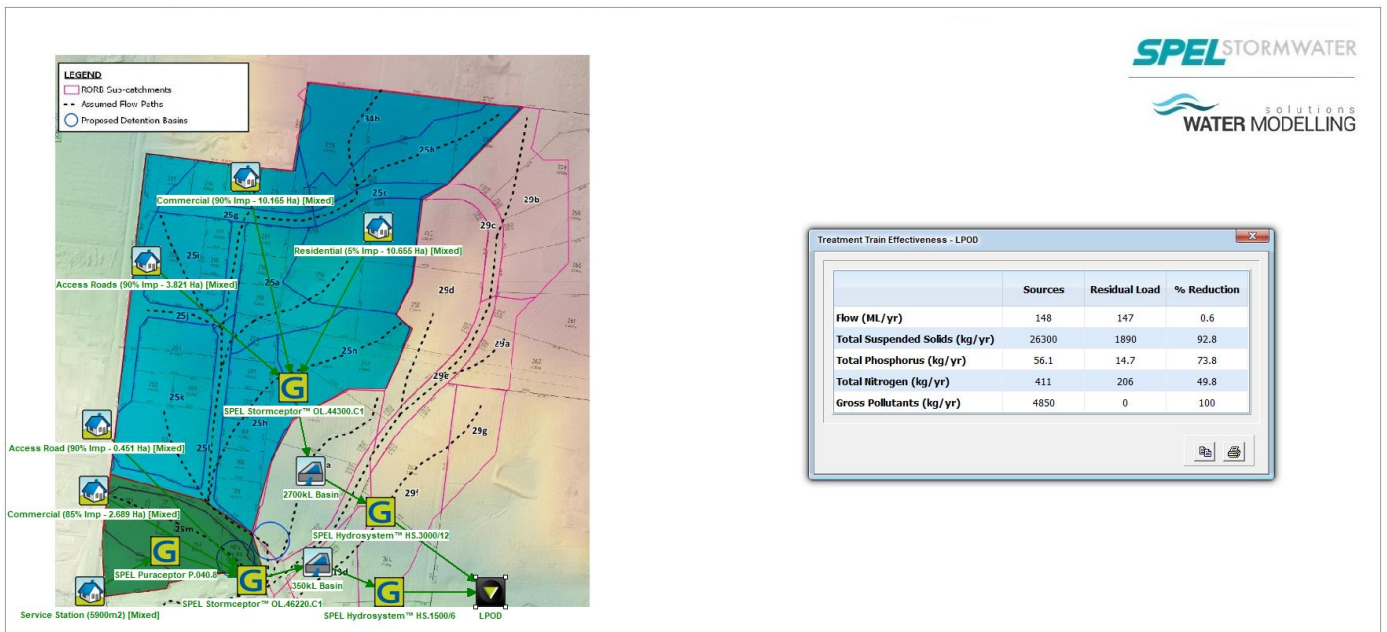 SPEL STORMWATER
solutions
WATER MODELLING
LEGEND
RORB Sub-catchments
Assumed Flow Paths
Proposed Detention Basins
34b
25b
Commercial (90% Imp - 10.165 Ha) [Mixed]
25c
29b
25g
29c
Residential (5% Imp - 10.655 Ha) [Mixed]
25i
Access Roads (90% Imp - 3.821 Ha) [Mixed]
25a
29d
25j
25n
29a
29e
25k
G
SPEL Stormceptor™ OL.44300.C1
25h
29g
Access Road (90% Imp - 0.451 Ha) [Mixed]
25l
a
2700kL Basin
29f
Commercial (85% Imp - 2.689 Ha) [Mixed]
G
25m
SPEL Hydrosystem™ HS.3000/12
G
SPEL Puraceptor P.040.8
G
350kL Basin
G
SPEL Stormceptor™ OL.46220.C1
Service Station (5900m2) [Mixed]
SPEL Hydrosystem™ HS.1500/6
LPOD
Treatment Train Effectiveness - LPOD
Sources Residual Load % Reduction
Flow (ML/yr) 148 147 0.6
Total Suspended Solids (kg/yr) 26300 1890 92.8
Total Phosphorus (kg/yr) 56.1 14.7 73.8
Total Nitrogen (kg/yr) 411 206 49.8
Gross Pollutants (kg/yr) 4850 0 100